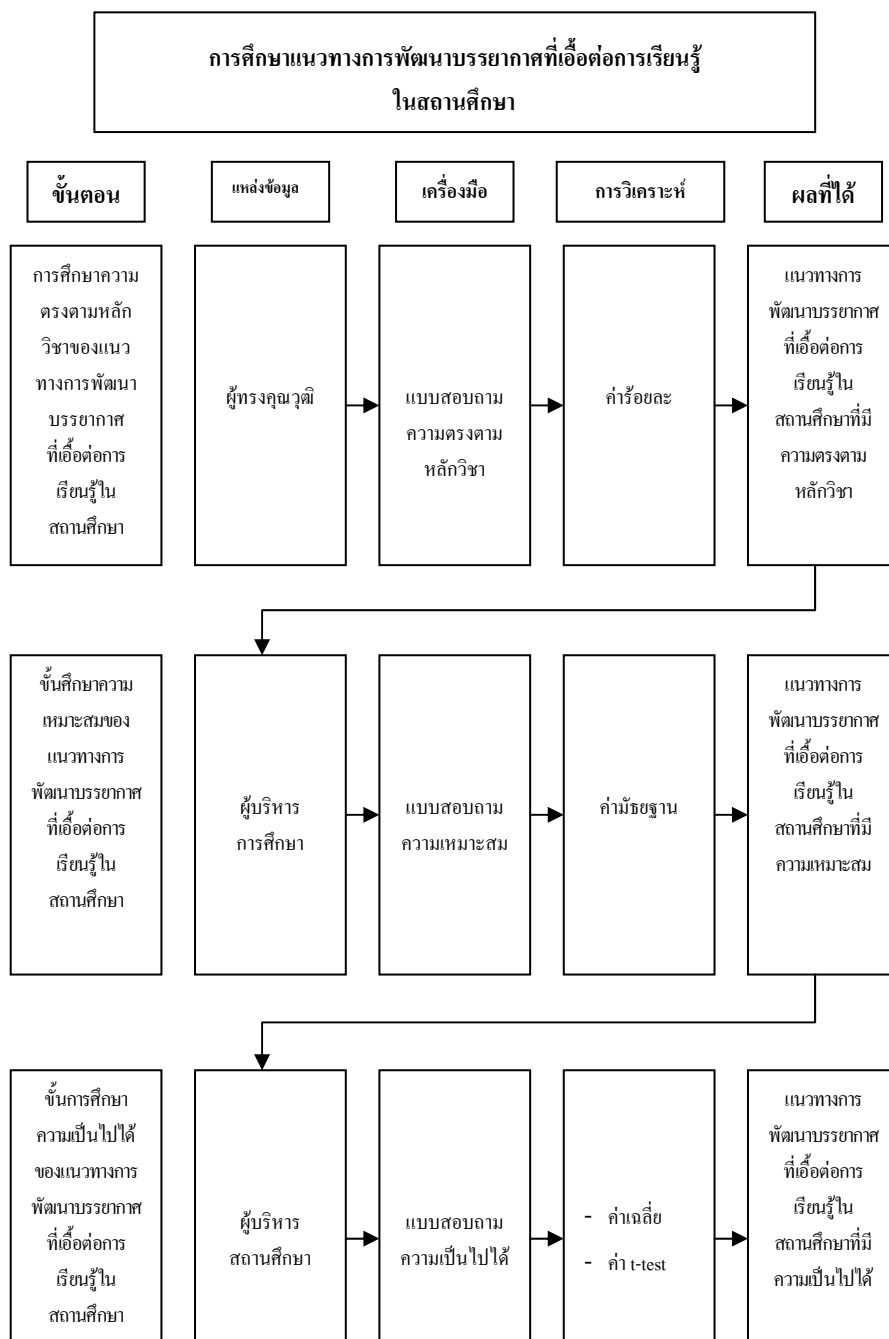 การศึกษาแนวทางการพัฒนาบรรยากาศที่เอื้อต่อการเรียนรู้
ในสถานศึกษา
ขั้นตอน
แหล่งข้อมูล
เครื่องมือ
การวิเคราะห์
ผลที่ได้
การศึกษาความ
ตรงตามหลัก
วิชาของแนว
ทางการพัฒนา
บรรยากาศ
ที่เอื้อต่อการ
เรียนรู้ใน
สถานศึกษา
ผู้ทรงคุณวุฒิ
แบบสอบถาม
ความตรงตาม
หลักวิชา
ค่าร้อยละ
แนวทางการ
พัฒนาบรรยากาศ
ที่เอื้อต่อการ
เรียนรู้ใน
สถานศึกษาที่มี
ความตรงตาม
หลักวิชา
ขั้นศึกษาความ
เหมาะสมของ
แนวทางการ
พัฒนาบรรยากาศ
ที่เอื้อต่อการ
เรียนรู้ใน
สถานศึกษา
ผู้บริหาร
การศึกษา
แบบสอบถาม
ความเหมาะสม
ค่ามัธยฐาน
แนวทางการ
พัฒนาบรรยากาศ
ที่เอื้อต่อการ
เรียนรู้ใน
สถานศึกษาที่มี
ความเหมาะสม
ขั้นการศึกษา
ความเป็นไปได้
ของแนวทางการ
พัฒนาบรรยากาศ
ที่เอื้อต่อการ
เรียนรู้ใน
สถานศึกษา
ผู้บริหาร
สถานศึกษา
แบบสอบถาม
ความเป็นไปได้
- ค่าเฉลี่ย
- ค่า t-test
แนวทางการ
พัฒนาบรรยากาศ
ที่เอื้อต่อการ
เรียนรู้ใน
สถานศึกษาที่มี
ความเป็นไปได้